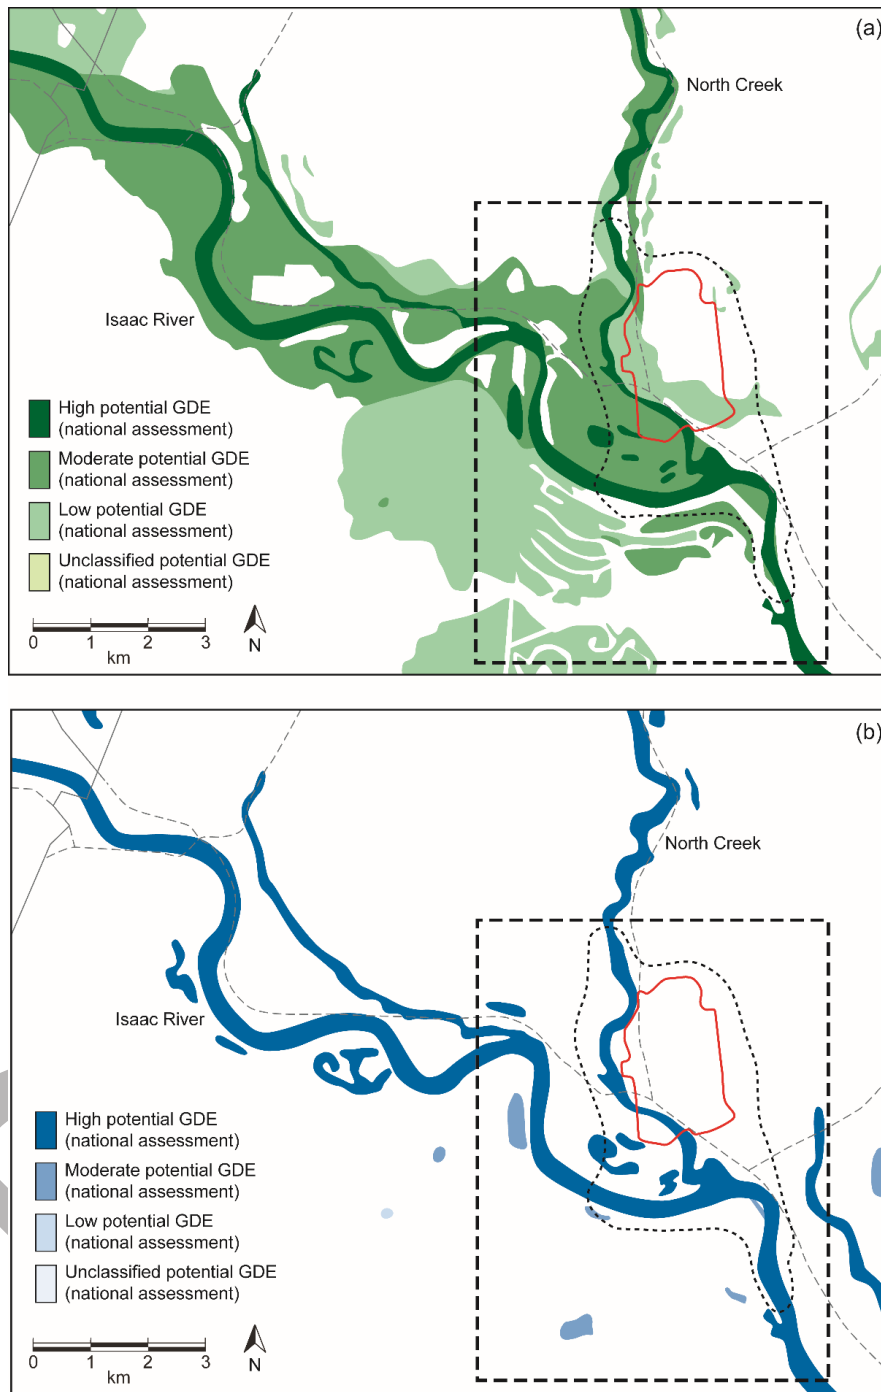 (a)
North Creek
Isaac River
High potential GDE
(national assessment)
Moderate potential GDE
(national assessment)
Low potential GDE
(national assessment)
Unclassified potential GDE
(national assessment)
0 1 2 3
km
N
(b)
North Creek
Isaac River
High potential GDE
(national assessment)
Moderate potential GDE
(national assessment)
Low potential GDE
(national assessment)
Unclassified potential GDE
(national assessment)
0 1 2 3
km
N